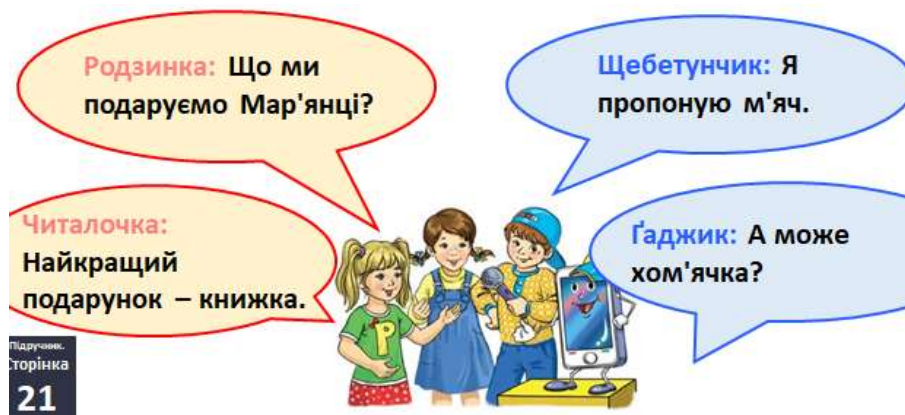 Родзинка: Що ми
подаруємо Мар'янці?
Щебетунчик: Я
пропоную м'яч.
Читалочка:
Найкращий
подарунок – книжка.
Ґаджик: А може
хом'ячка?
Р
Підручник.
Сторінка
21